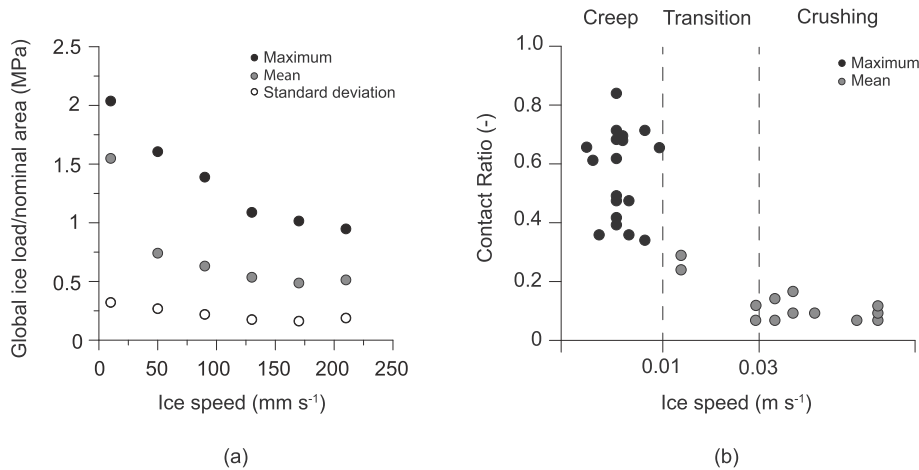 Global ice load/nominal area (MPa)
2.5
2
1.5
1
0.5
0
0
50
100
150
200
250
Ice speed (mm s⁻¹)
Maximum
Mean
Standard deviation
(a)
Creep
Transition
Crushing
Contact Ratio (-)
1.0
0.8
0.6
0.4
0.2
0
0.01
0.03
Ice speed (m s⁻¹)
Maximum
Mean
(b)